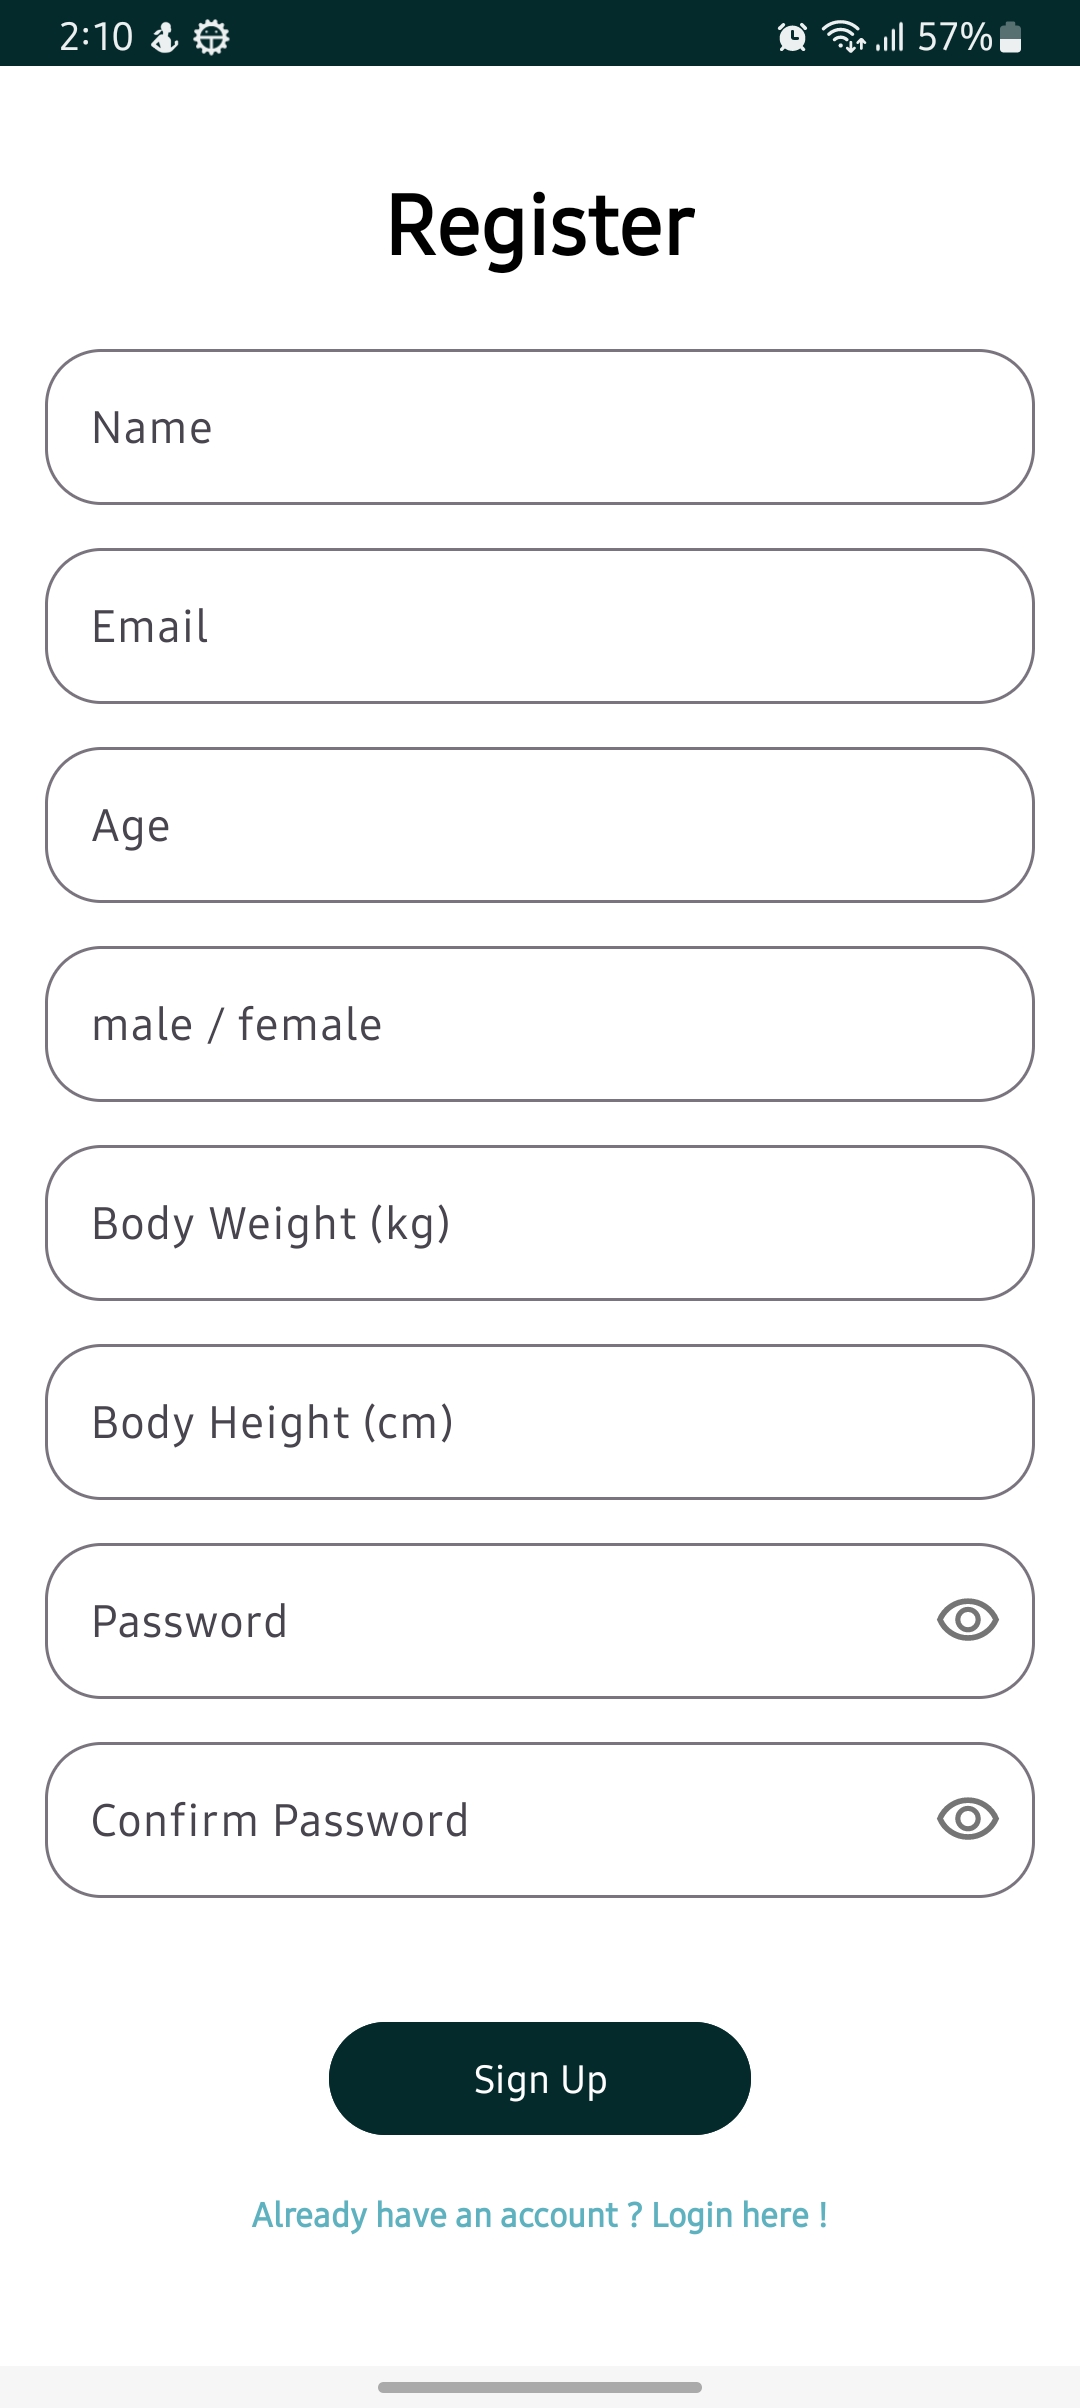 2:10 57%
Register
Name
Email
Age
male / female
Body Weight (kg)
Body Height (cm)
Password
Confirm Password
Sign Up
Already have an account ? Login here !